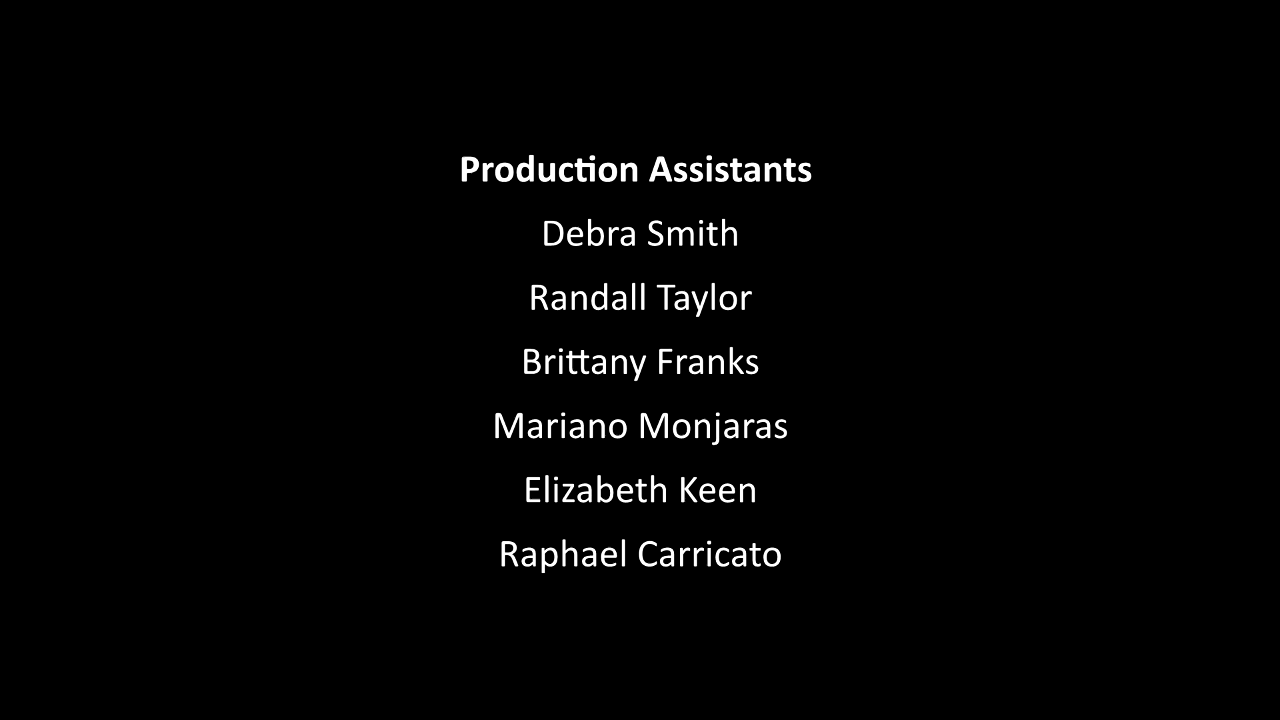 Production Assistants
Debra Smith
Randall Taylor
Brittany Franks
Mariano Monjaras
Elizabeth Keen
Raphael Carricato